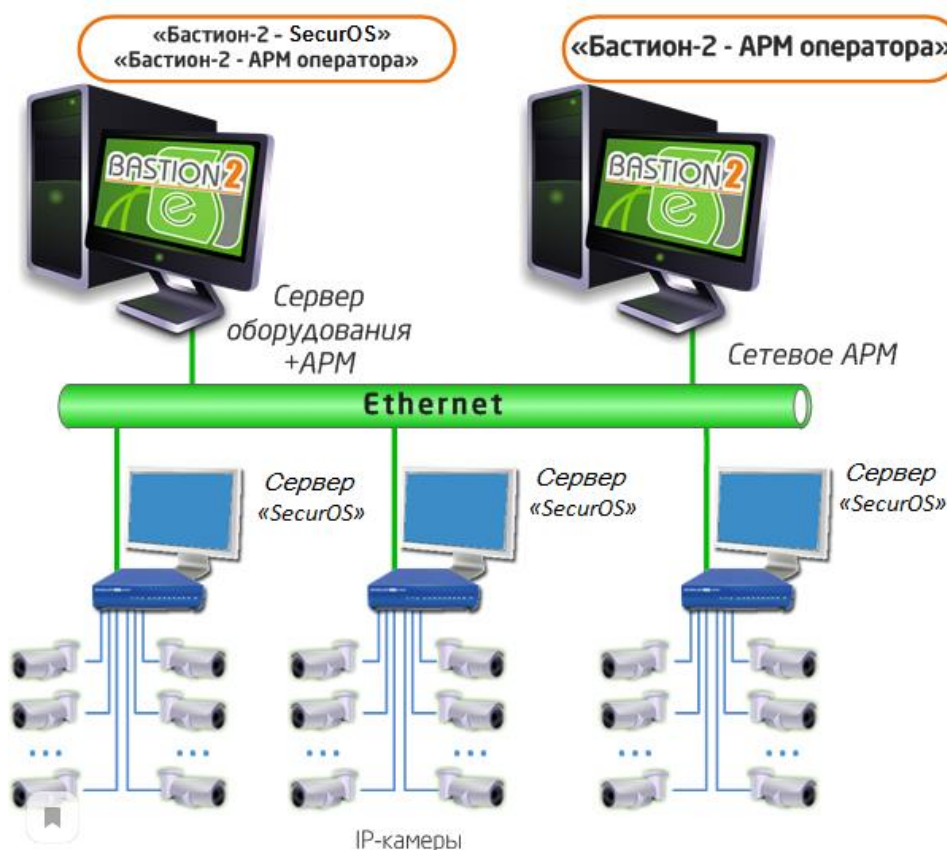 «Бастион-2 - SecurOS»
«Бастион-2 - АРМ оператора»
«Бастион-2 - АРМ оператора»
BASTION2
BASTION2
Сервер
оборудования
+АРМ
Сетевое АРМ
Ethernet
Сервер
«SecurOS»
Сервер
«SecurOS»
Сервер
«SecurOS»
IP-камеры